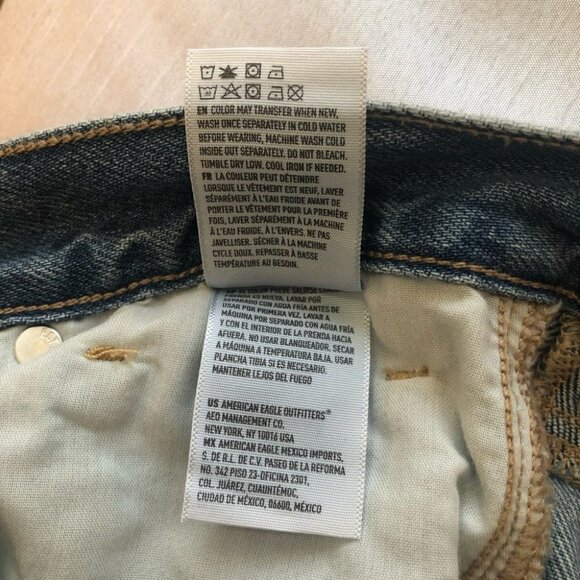 EN COLOR MAY TRANSFER WHEN NEW.
WASH ONCE SEPARATELY IN COLD WATER
BEFORE WEARING, MACHINE WASH COLD
INSIDE OUT SEPARATELY. DO NOT BLEACH.
TUMBLE DRY LOW. COOL IRON IF NEEDED.
FR LA COULEUR PEUT DÉTEINDRE
LORSQUE LE VÊTEMENT EST NEUF, LAVER
SÉPARÉMENT À L'EAU FROIDE AVANT DE
PORTER LE VÊTEMENT POUR LA PREMIÈRE
FOIS, LAVER SÉPARÉMENT À LA MACHINE
À L'EAU FROIDE, À L'ENVERS. NE PAS
JAVELLISER. SÉCHER À LA MACHINE
CYCLE DOUX. REPASSER À BASSE
TEMPÉRATURE AU BESOIN.
PUEDE SALIRSE
PRENDA ES NUEVA. LAVAR POR
SEPARADO CON AGUA FRÍA ANTES DE
USAR POR PRIMERA VEZ, LAVAR A
MÁQUINA POR SEPARADO CON AGUA FRÍA
Y CON EL INTERIOR DE LA PRENDA HACIA
AFUERA. NO USAR BLANQUEADOR. SECAR
A MÁQUINA A TEMPERATURA BAJA. USAR
PLANCHA TIBIA SI ES NECESARIO.
MANTENER LEJOS DEL FUEGO
US AMERICAN EAGLE OUTFITTERS®
AEO MANAGEMENT CO.
NEW YORK, NY 10016 USA
MX AMERICAN EAGLE MEXICO IMPORTS,
S. DE R.L. DE C.V. PASEO DE LA REFORMA
NO. 342 PISO 23-OFICINA 2301,
COL. JUÁREZ, CUAUHTÉMOC,
CIUDAD DE MÉXICO, 06600, MÉXICO